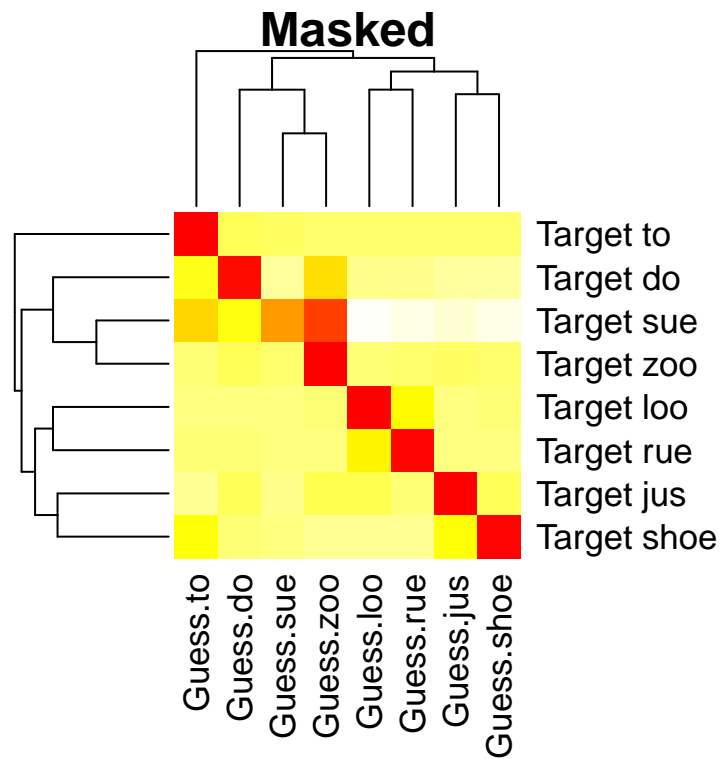 Masked
Target to
Target do
Target sue
Target zoo
Target loo
Target rue
Target jus
Target shoe
Guess.to
Guess.do
Guess.sue
Guess.zoo
Guess.loo
Guess.rue
Guess.jus
Guess.shoe